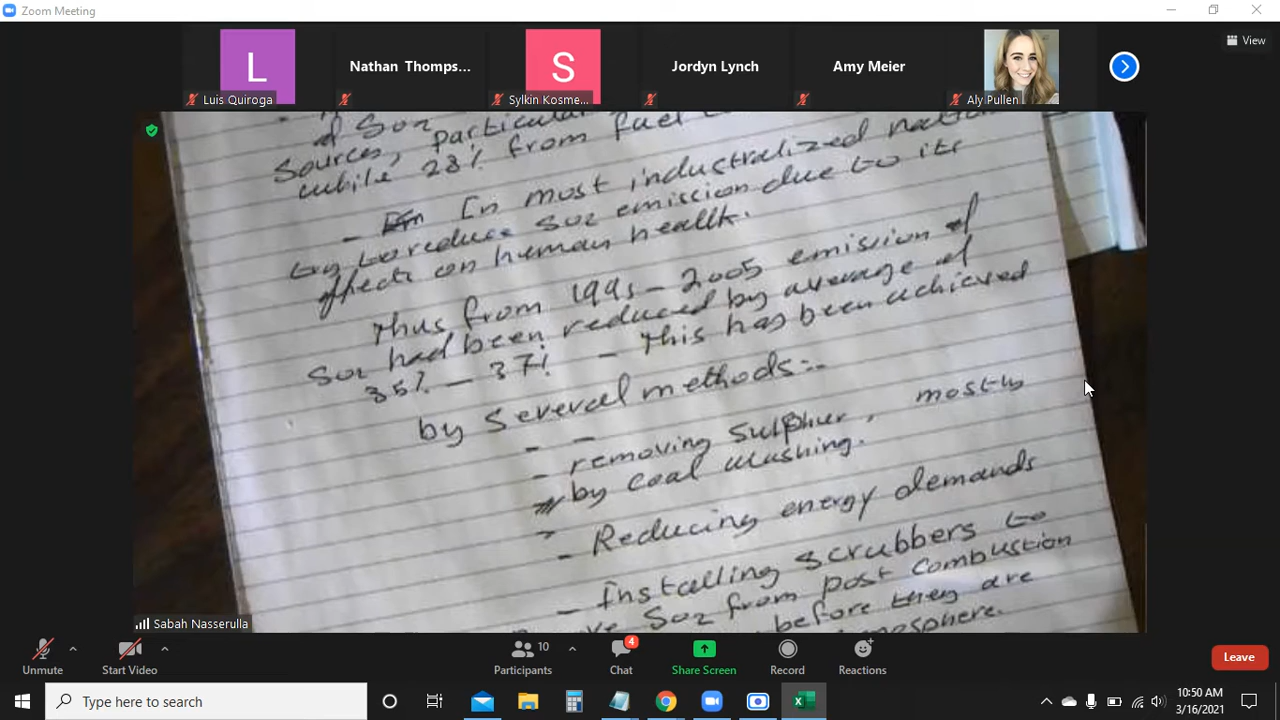 Zoom Meeting
View
L
Luis Quiroga
Nathan Thomps...
S
Sylkin Kosme...
Jordyn Lynch
Amy Meier
Aly Pullen
of SO2
Sources, particular
while 28% from fuel
- In most industralized nation
try to reduce SO2 emission due to its
effects on human health.
Thus from 199s - 2005 emission of
SO2 had been reduced by average of
35% - 37% - This has been achieved
by several methods:-
- removing sulphur, mostly
by coal washing.
- Reducing energy demands
- Installing scrubbers to
SO2 from post combustion
before they are
Sabah Nasserulla
Unmute
Start Video
Participants
10
Chat
4
Share Screen
Record
Reactions
Leave
Type here to search
10:50 AM
3/16/2021